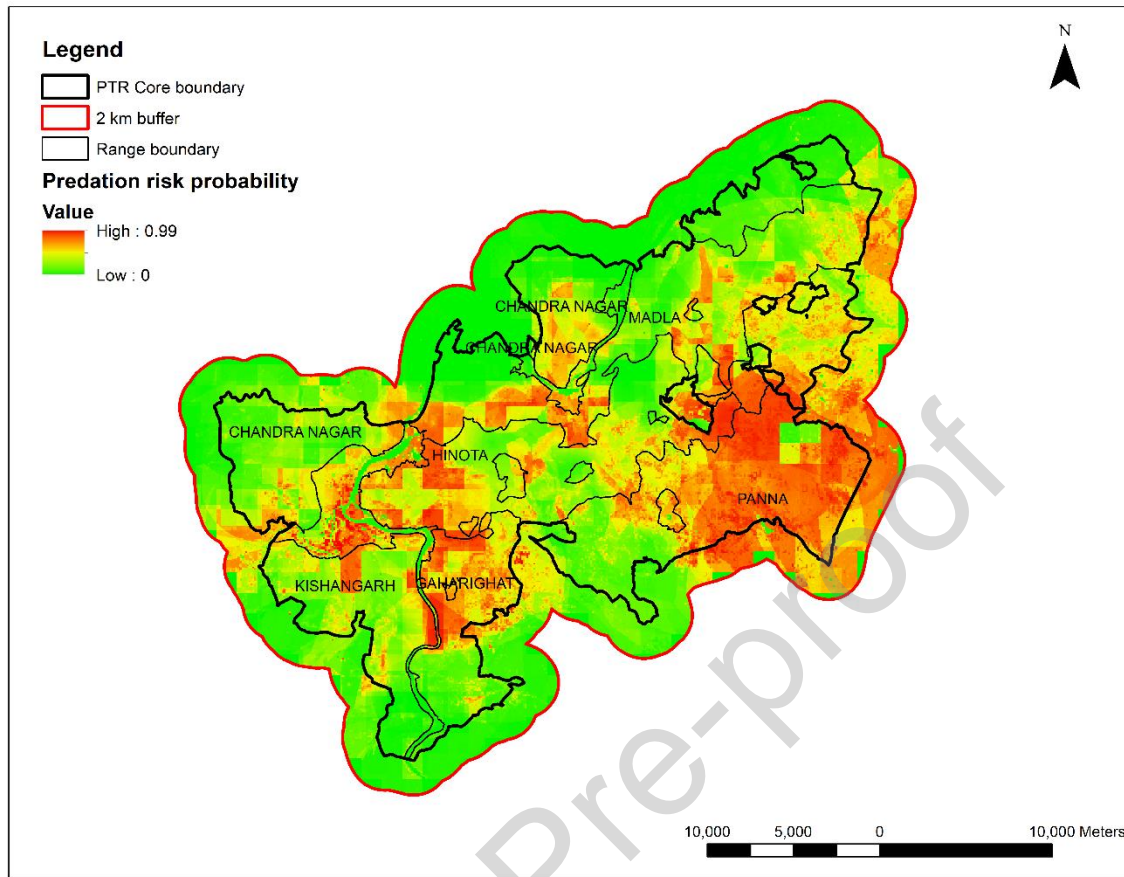 Legend
PTR Core boundary
2 km buffer
Range boundary
Predation risk probability
Value
High : 0.99
Low : 0
N
CHANDRA NAGAR
MADLA
CHANDRA NAGAR
CHANDRA NAGAR
HINOTA
PANNA
KISHANGARH
GAHARIGHAT
10,000 5,000 0 10,000 Meters
Pre-proof